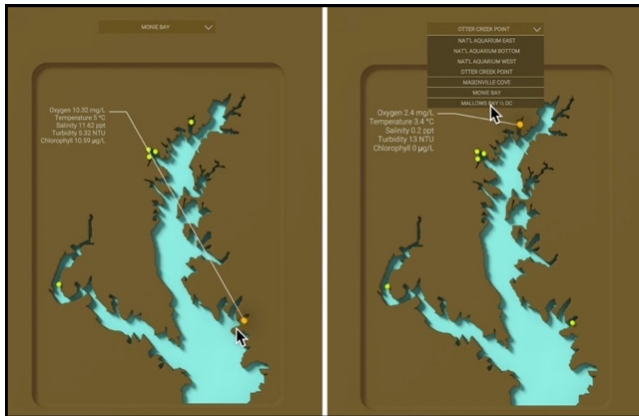 MONIE BAY
Oxygen 10.32 mg/L
Temperature 5 °C
Salinity 11.62 ppt
Turbidity 5.32 NTU
Chlorophyll 10.59 µg/L
OTTER CREEK POINT
NAT'L AQUARIUM EAST
NAT'L AQUARIUM BOTTOM
NAT'L AQUARIUM WEST
OTTER CREEK POINT
MASONVILLE COVE
MONIE BAY
MALLOWS BAY
Oxygen 2.4 mg/L
Temperature 3.4 °C
Salinity 0.2 ppt
Turbidity 13 NTU
Chlorophyll 0 µg/L